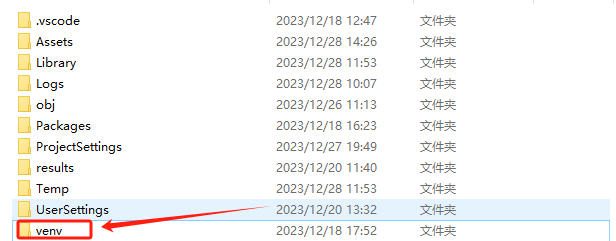 .vscode 2023/12/18 12:47 文件夹
Assets 2023/12/28 14:26 文件夹
Library 2023/12/28 11:53 文件夹
Logs 2023/12/28 10:07 文件夹
obj 2023/12/26 11:13 文件夹
Packages 2023/12/18 16:23 文件夹
ProjectSettings 2023/12/27 19:49 文件夹
results 2023/12/20 11:40 文件夹
Temp 2023/12/28 11:53 文件夹
UserSettings 2023/12/20 13:32 文件夹
venv 2023/12/18 17:52 文件夹